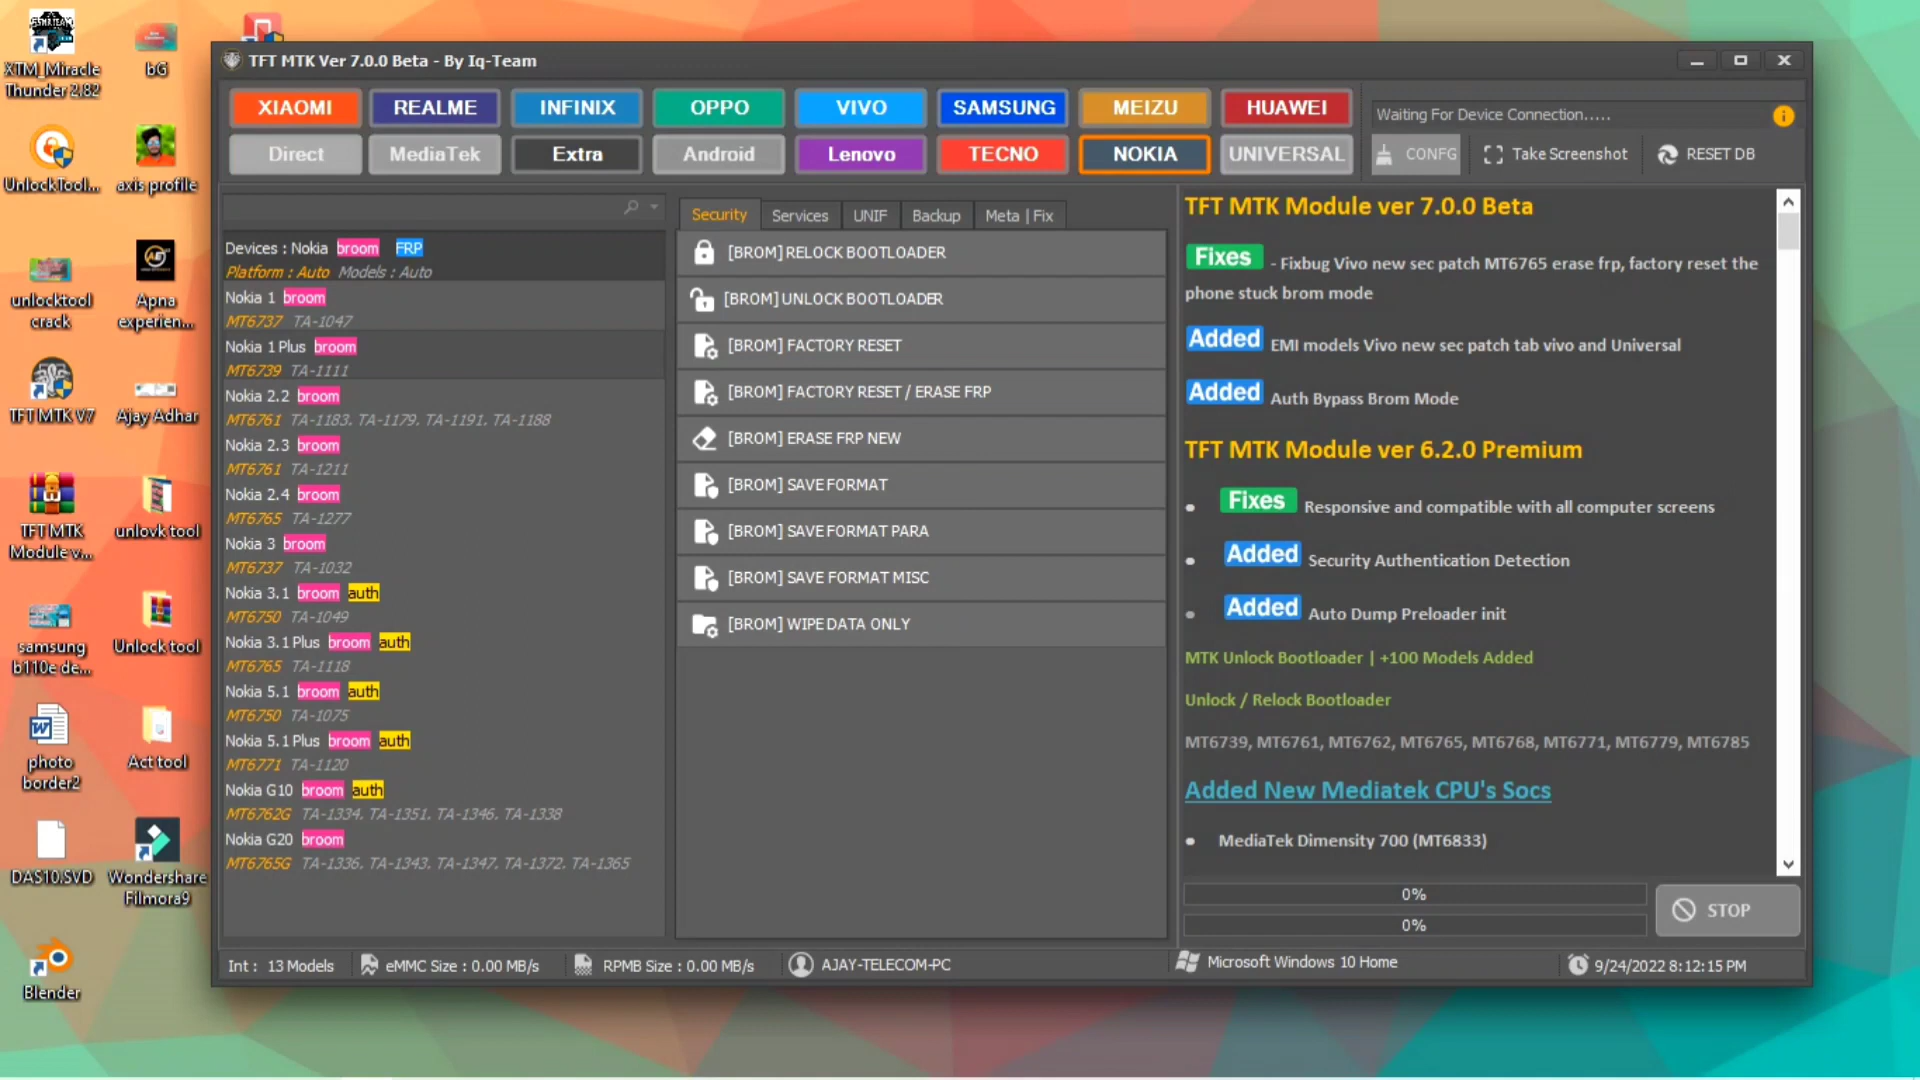 XTM_Miracle
Thunder 2.82
bG
UnlockTool...
axis profile
unlocktool
crack
Apna
experien...
TFT MTK V7
Ajay Adhar
TFT MTK
Module v...
unlovk tool
samsung
b110e de...
Unlock tool
photo
border2
Act tool
DAS10.SVD
Wondershare
Filmora9
Blender
TFT MTK Ver 7.0.0 Beta - By Iq-Team
XIAOMI REALME INFINIX OPPO VIVO SAMSUNG MEIZU HUAWEI
Direct MediaTek Extra Android Lenovo TECNO NOKIA UNIVERSAL
Waiting For Device Connection.....
CONFG Take Screenshot RESET DB
Devices : Nokia broom FRP
Platform : Auto Models : Auto
Nokia 1 broom
MT6737 TA-1047
Nokia 1 Plus broom
MT6739 TA-1111
Nokia 2.2 broom
MT6761 TA-1183, TA-1179, TA-1191, TA-1188
Nokia 2.3 broom
MT6761 TA-1211
Nokia 2.4 broom
MT6765 TA-1277
Nokia 3 broom
MT6737 TA-1032
Nokia 3.1 broom auth
MT6750 TA-1049
Nokia 3.1 Plus broom auth
MT6765 TA-1118
Nokia 5.1 broom auth
MT6750 TA-1075
Nokia 5.1 Plus broom auth
MT6771 TA-1120
Nokia G10 broom auth
MT6762G TA-1334, TA-1351, TA-1346, TA-1338
Nokia G20 broom
MT6765G TA-1336, TA-1343, TA-1347, TA-1372, TA-1365
Security Services UNIF Backup Meta | Fix
[BROM] RELOCK BOOTLOADER
[BROM] UNLOCK BOOTLOADER
[BROM] FACTORY RESET
[BROM] FACTORY RESET / ERASE FRP
[BROM] ERASE FRP NEW
[BROM] SAVE FORMAT
[BROM] SAVE FORMAT PARA
[BROM] SAVE FORMAT MISC
[BROM] WIPE DATA ONLY
TFT MTK Module ver 7.0.0 Beta
Fixes - Fixbug Vivo new sec patch MT6765 erase frp, factory reset the
phone stuck brom mode
Added EMI models Vivo new sec patch tab vivo and Universal
Added Auth Bypass Brom Mode
TFT MTK Module ver 6.2.0 Premium
• Fixes Responsive and compatible with all computer screens
• Added Security Authentication Detection
• Added Auto Dump Preloader init
MTK Unlock Bootloader | +100 Models Added
Unlock / Relock Bootloader
MT6739, MT6761, MT6762, MT6765, MT6768, MT6771, MT6779, MT6785
Added New Mediatek CPU's Socs
• MediaTek Dimensity 700 (MT6833)
0%
0%
STOP
Int : 13 Models eMMC Size : 0.00 MB/s RPMB Size : 0.00 MB/s AJAY-TELECOM-PC Microsoft Windows 10 Home 9/24/2022 8:12:15 PM